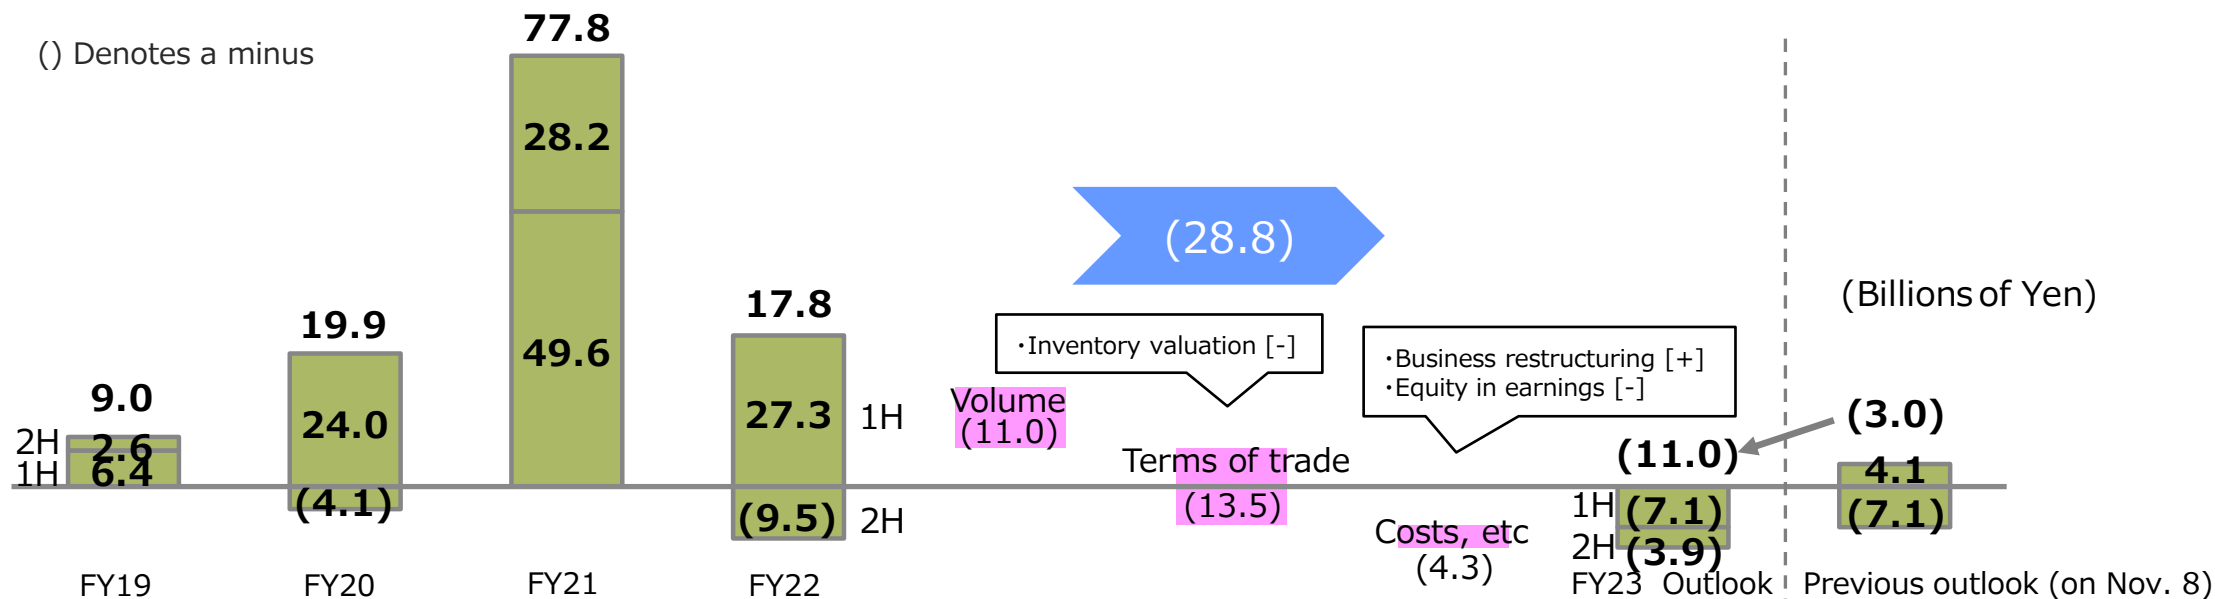 () Denotes a minus
9.0
2H
2.6
1H
6.4
FY19
19.9
24.0
(4.1)
FY20
77.8
28.2
49.6
FY21
17.8
27.3
1H
(9.5)
2H
FY22
(28.8)
Volume
(11.0)
・Inventory valuation [-]
Terms of trade
(13.5)
・Business restructuring [+]
・Equity in earnings [-]
Costs, etc
(4.3)
(11.0)
1H
(7.1)
2H
(3.9)
FY23 Outlook
(Billions of Yen)
(3.0)
4.1
(7.1)
Previous outlook (on Nov. 8)